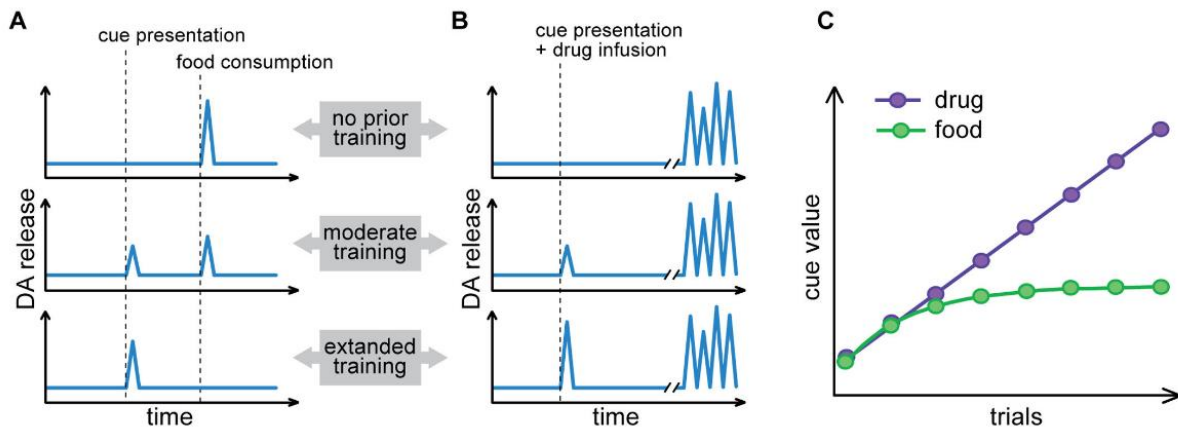 A
cue presentation
food consumption
B
cue presentation
+ drug infusion
C
drug
food
no prior
training
moderate
training
extanded
training
DA release
DA release
time
time
cue value
trials